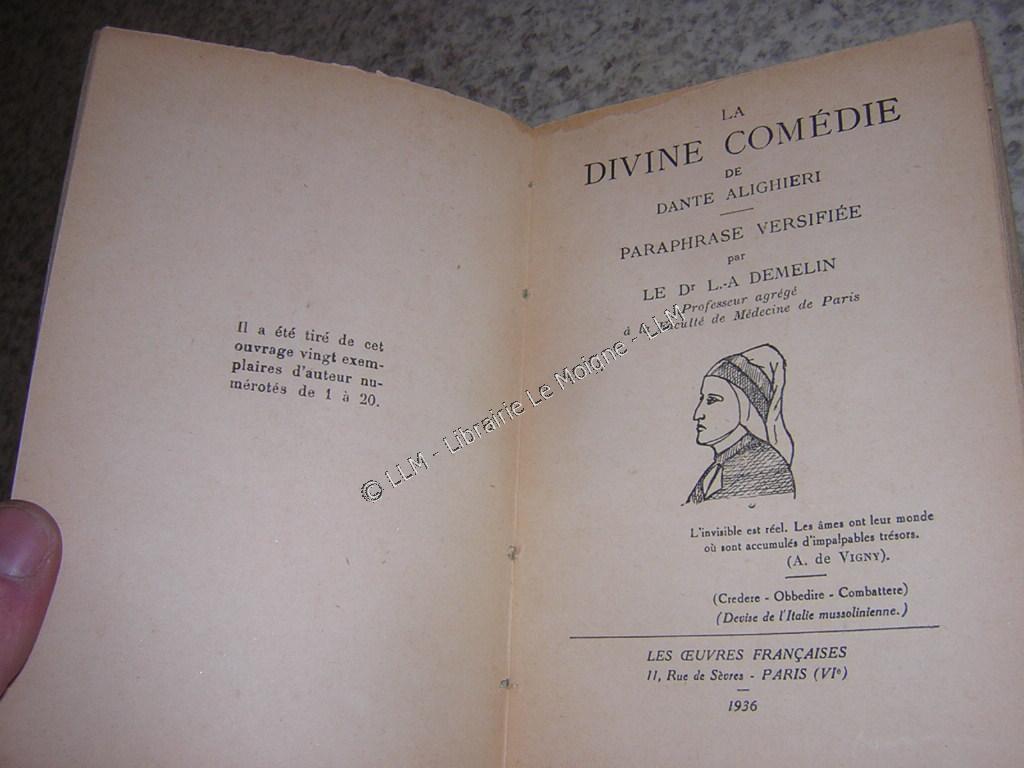 Il a été tiré de cet
ouvrage vingt exem-
plaires d'auteur nu-
mérotés de 1 à 20.
LA
DIVINE COMÉDIE
DE
DANTE ALIGHIERI
PARAPHRASE VERSIFIÉE
par
LE Dr L.-A DEMELIN
Professeur agrégé
à la Faculté de Médecine de Paris
L'invisible est réel. Les âmes ont leur monde
où sont accumulés d'impalpables trésors.
(A. de VIGNY).
(Credere - Obbedire - Combattere)
(Devise de l'Italie mussolinienne.)
LES ŒUVRES FRANÇAISES
11, Rue de Sèvres - PARIS (VIe)
1936
© LLM - Librairie Le Moigne - LLM